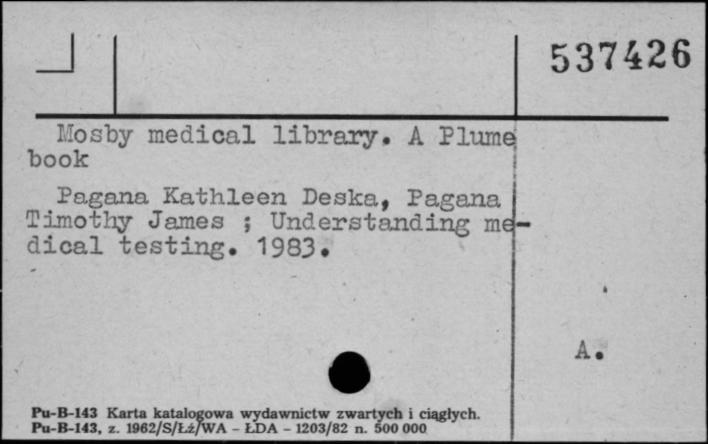 537426
Mosby medical library. A Plume
book
Pagana Kathleen Deska, Pagana
Timothy James ; Understanding me-
dical testing. 1983.
A.
Pu-B-143 Karta katalogowa wydawnictw zwartych i ciągłych.
Pu-B-143, z. 1962/S/Łż/WA - ŁDA - 1203/82 n. 500 000